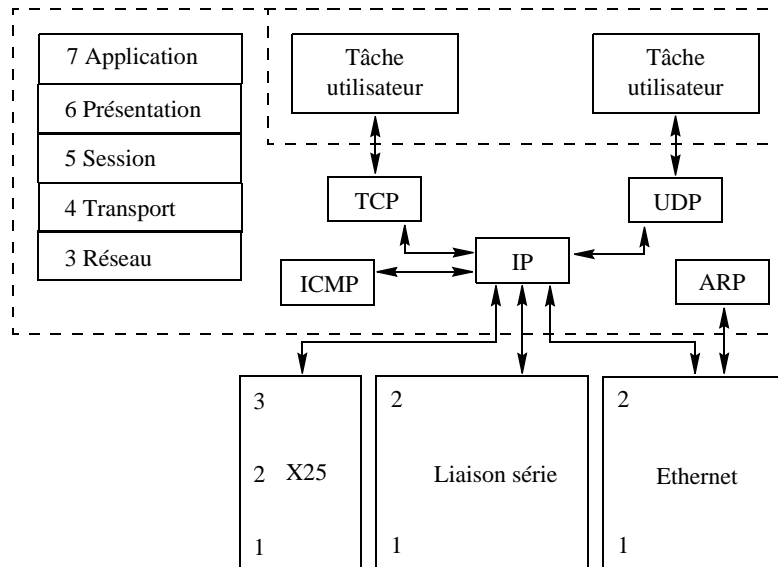 7 Application
6 Présentation
5 Session
4 Transport
3 Réseau
Tâche
utilisateur
Tâche
utilisateur
TCP
UDP
IP
ICMP
ARP
3
2 X25
1
2
Liaison série
1
2
Ethernet
1